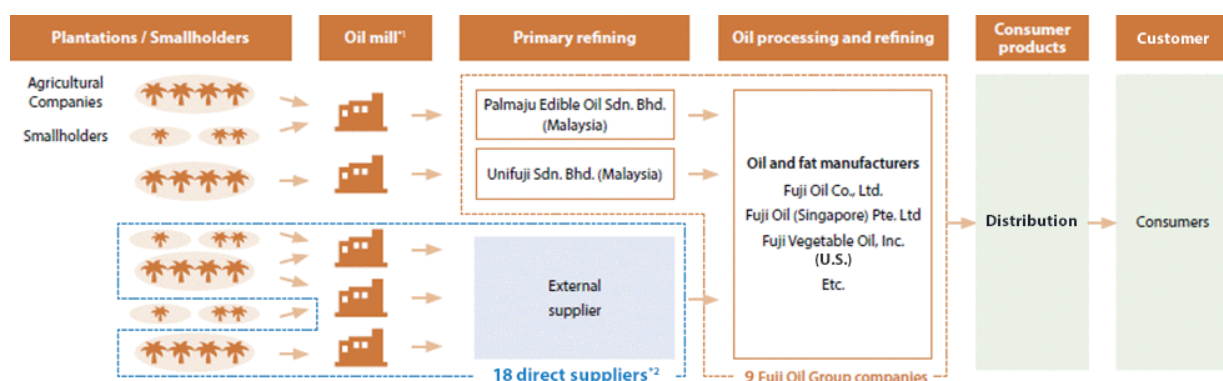 Plantations / Smallholders
Oil mill*1
Primary refining
Oil processing and refining
Consumer
products
Customer
Agricultural
Companies
Smallholders
Palmaju Edible Oil Sdn. Bhd.
(Malaysia)
Unifuji Sdn. Bhd. (Malaysia)
External
supplier
Oil and fat manufacturers
Fuji Oil Co., Ltd.
Fuji Oil (Singapore) Pte. Ltd
Fuji Vegetable Oil, Inc.
(U.S.)
Etc.
Distribution
Consumers
18 direct suppliers*2
9 Fuji Oil Group companies